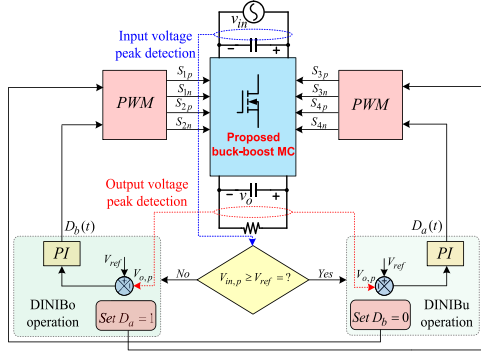 v_in
Input voltage
peak detection
− +
S_1p
S_1n
S_2p
S_2n
S_3p
S_3n
S_4p
S_4n
PWM
PWM
Proposed
buck-boost MC
− +
v_o
Output voltage
peak detection
D_b(t)
D_a(t)
PI
PI
V_ref
V_o,p
V_ref
V_o,p
No
V_in,p ≥ V_ref = ?
Yes
DINIBo
operation
Set D_a = 1
Set D_b = 0
DINIBu
operation